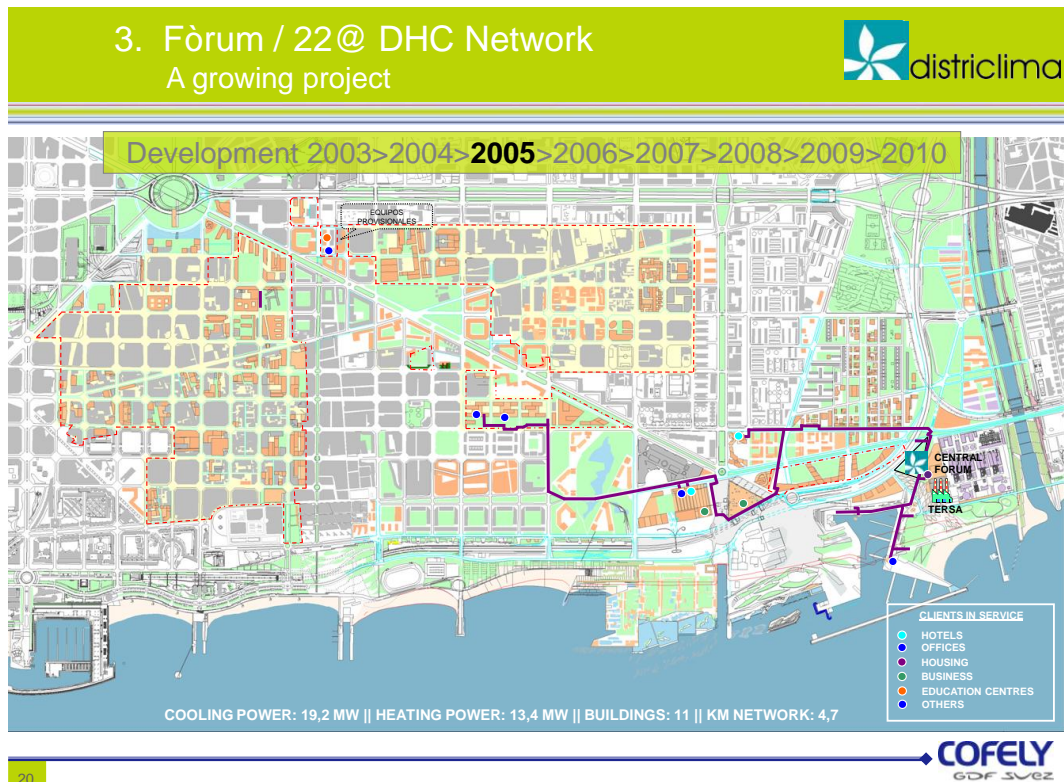 3. Fòrum / 22@ DHC Network
A growing project
districlima
Development 2003>2004>2005>2006>2007>2008>2009>2010
EQUIPOS
PROVISIONALES
CENTRAL
FÒRUM
TERSA
CLIENTS IN SERVICE
HOTELS
OFFICES
HOUSING
BUSINESS
EDUCATION CENTRES
OTHERS
COOLING POWER: 19,2 MW || HEATING POWER: 13,4 MW || BUILDINGS: 11 || KM NETWORK: 4,7
COFELY
GDF SUEZ
20